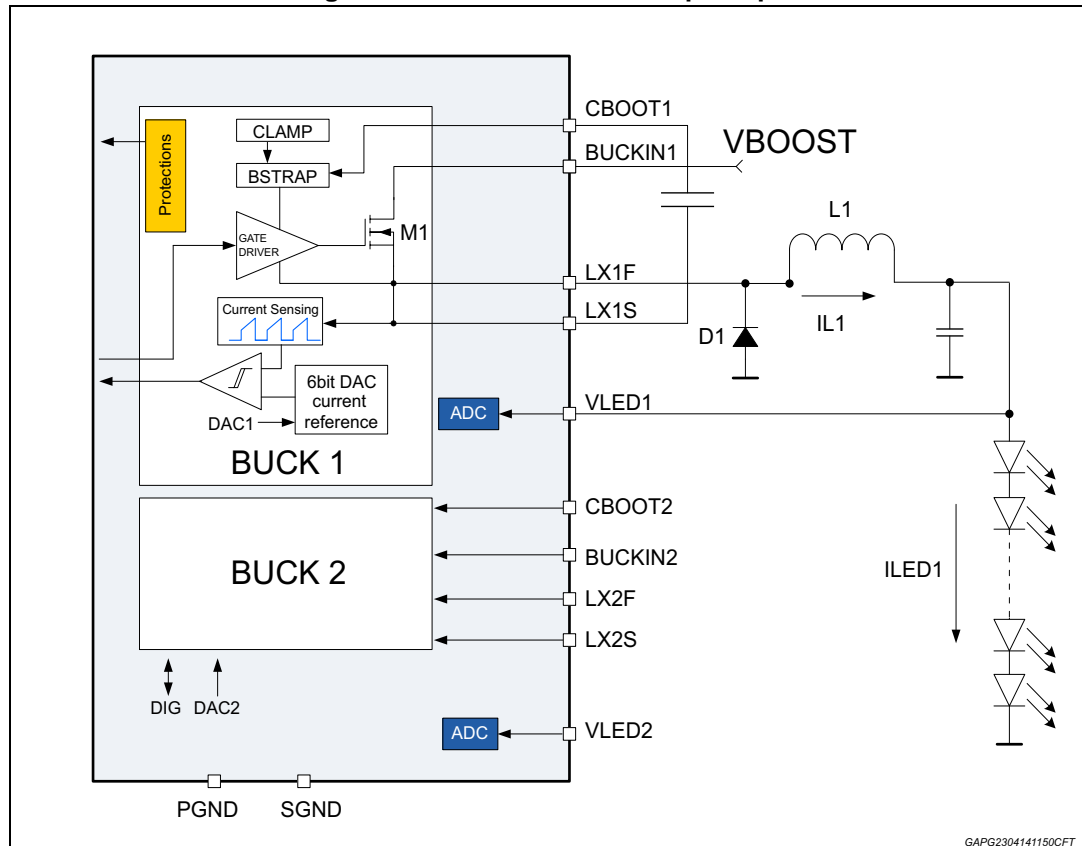 CBOOT1
CLAMP
VBOOST
BUCKIN1
Protections
BSTRAP
L1
GATE
DRIVER
M1
LX1F
Current Sensing
LX1S
IL1
D1
6bit DAC
current
reference
VLED1
ADC
DAC1
BUCK 1
CBOOT2
BUCKIN2
BUCK 2
ILED1
LX2F
LX2S
DIG DAC2
ADC
VLED2
PGND SGND
GAPG2304141150CFT